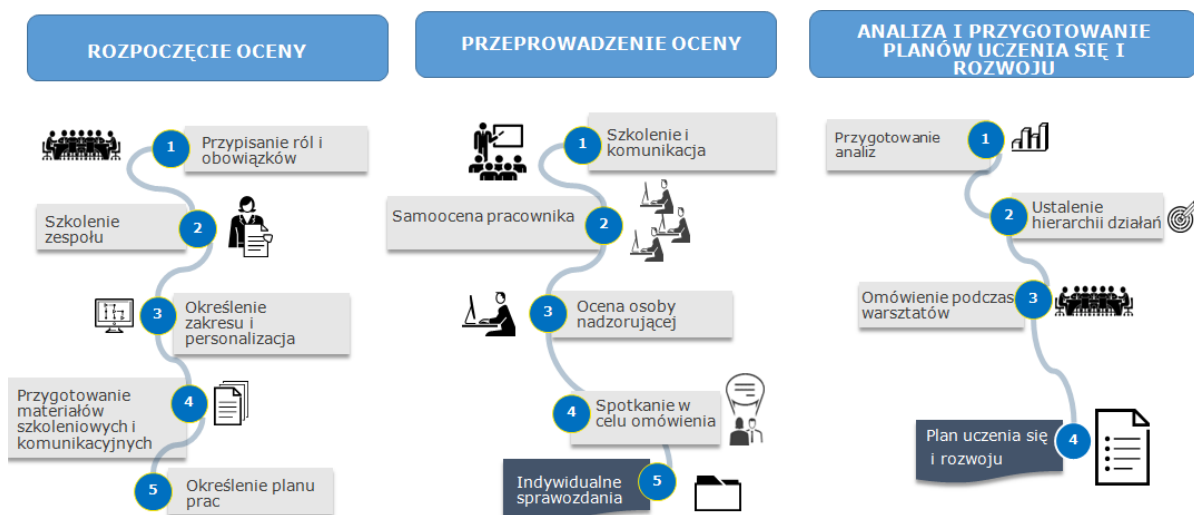 ROZPOCZĘCIE OCENY
1
Przypisanie ról i
obowiązków
2
Szkolenie
zespołu
3
Określenie
zakresu i
personalizacja
4
Przygotowanie
materiałów
szkoleniowych i
komunikacyjnych
5
Określenie planu
prac
PRZEPROWADZENIE OCENY
1
Szkolenie i
komunikacja
2
Samoocena pracownika
3
Ocena osoby
nadzorującej
4
Spotkanie w
celu omówienia
5
Indywidualne
sprawozdania
ANALIZA I PRZYGOTOWANIE
PLANÓW UCZENIA SIĘ I
ROZWOJU
1
Przygotowanie
analiz
2
Ustalenie
hierarchii działań
3
Omówienie podczas
warsztatów
4
Plan uczenia się
i rozwoju